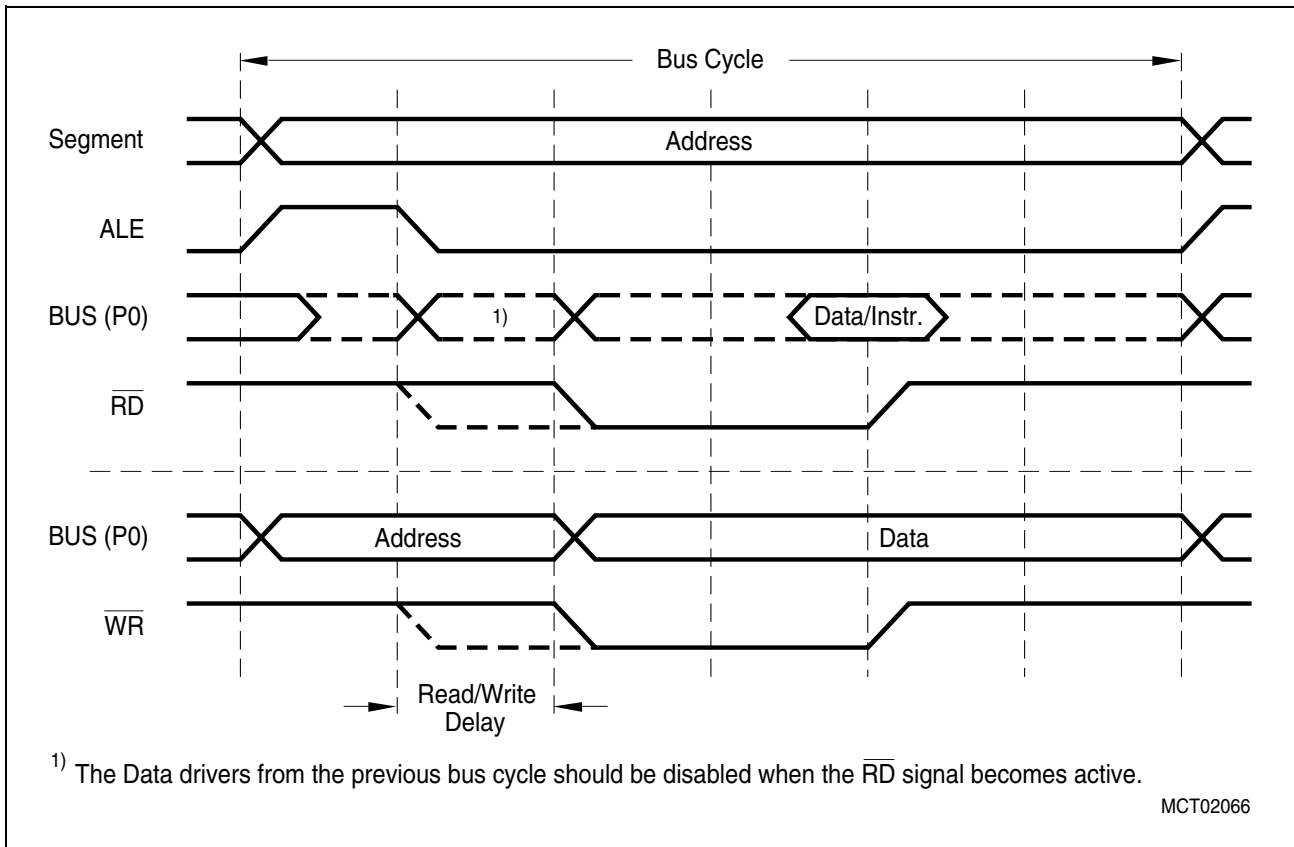 Bus Cycle
Segment
Address
ALE
BUS (P0)
1)
Data/Instr.
RD
BUS (P0)
Address
Data
WR
Read/Write
Delay
1) The Data drivers from the previous bus cycle should be disabled when the RD signal becomes active.
MCT02066